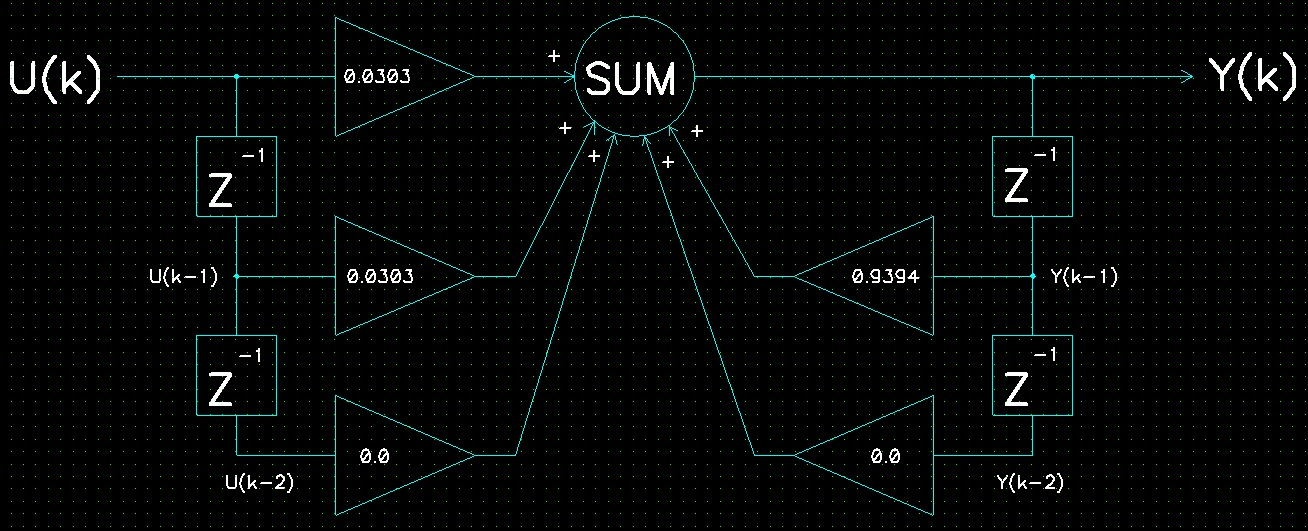 U(k)
0.0303
+
SUM
Y(k)
+
+
+
+
Z -1
Z -1
U(k-1)
0.0303
0.9394
Y(k-1)
Z -1
Z -1
0.0
0.0
U(k-2)
Y(k-2)